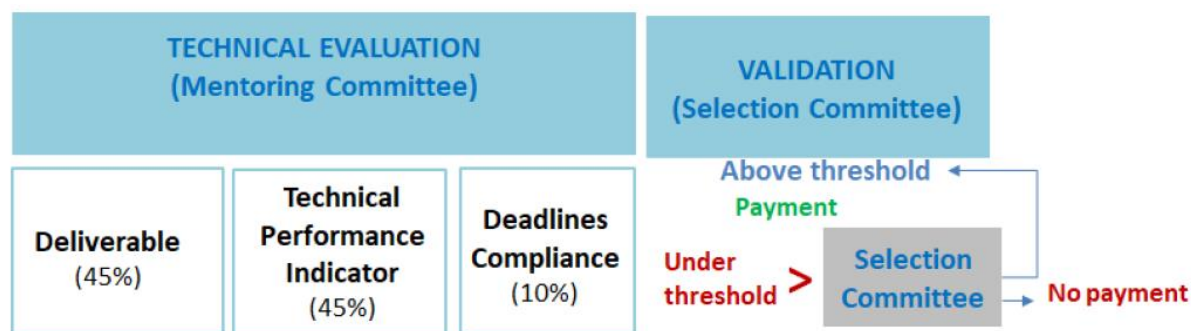 TECHNICAL EVALUATION
(Mentoring Committee)
VALIDATION
(Selection Committee)
Deliverable
(45%)
Technical
Performance
Indicator
(45%)
Deadlines
Compliance
(10%)
Above threshold
Payment
Under
threshold
>
Selection
Committee
No payment